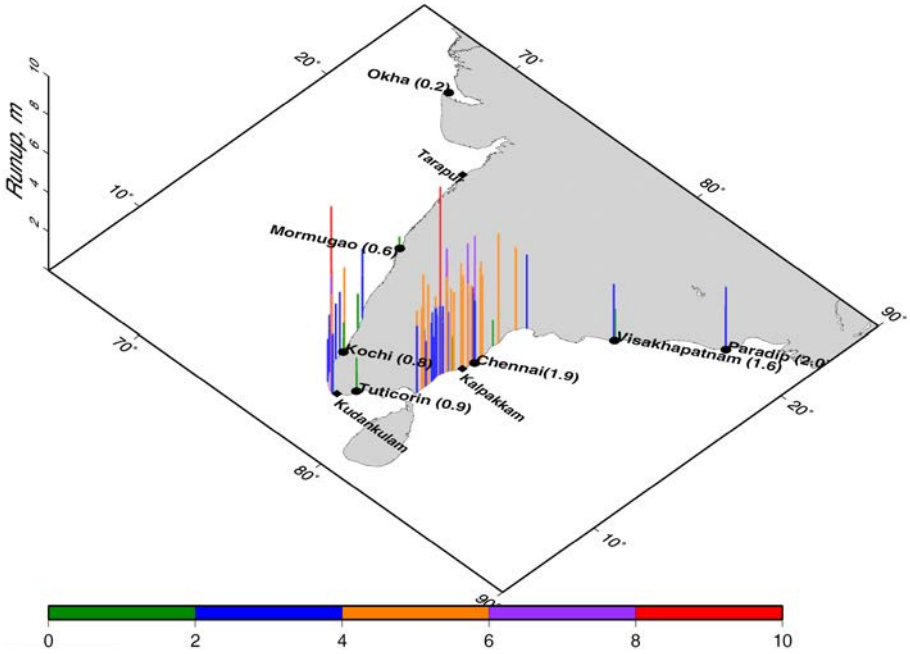 10
8
6
4
2
Runup, m
20°
10°
70°
80°
90°
70°
80°
90°
20°
10°
Okha (0.2)
Tarapur
Mormugao (0.6)
Kochi (0.8)
Tuticorin (0.9)
Kudankulam
Chennai(1.9)
Kalpakkam
Visakhapatnam (1.6)
Paradip (2.0
0 2 4 6 8 10